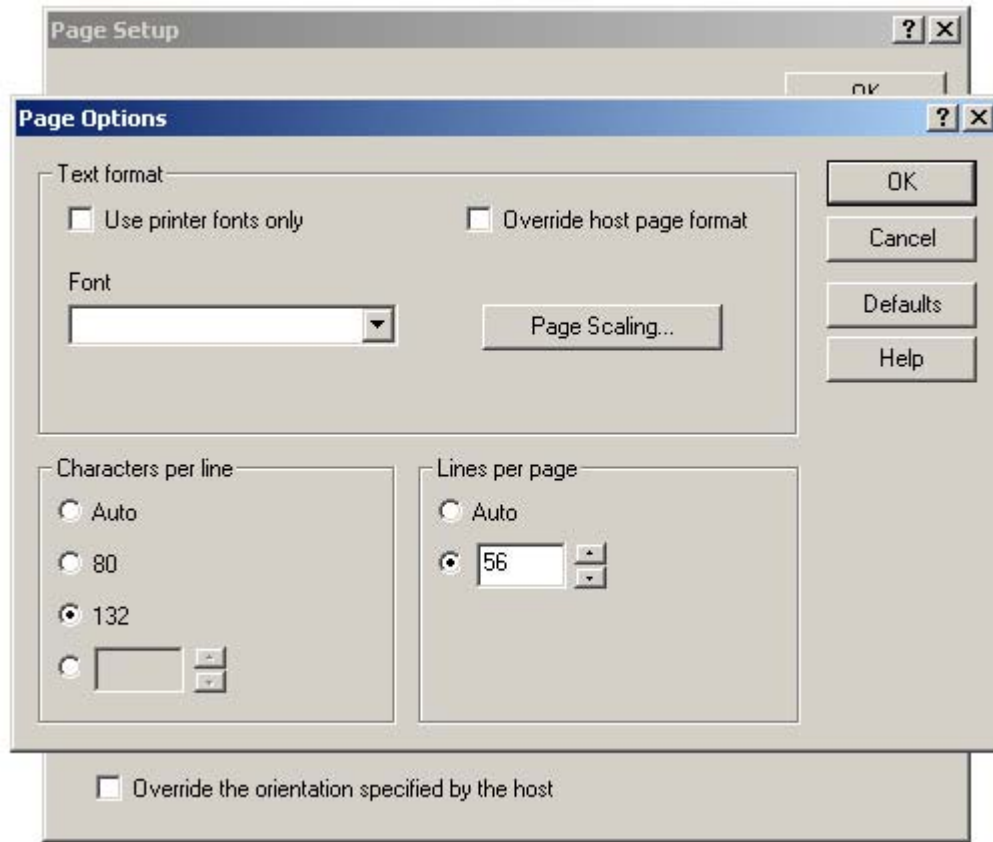 Page Setup
OK
Page Options
Text format
Use printer fonts only
Override host page format
Font
Page Scaling...
OK
Cancel
Defaults
Help
Characters per line
Auto
80
132
Lines per page
Auto
56
Override the orientation specified by the host